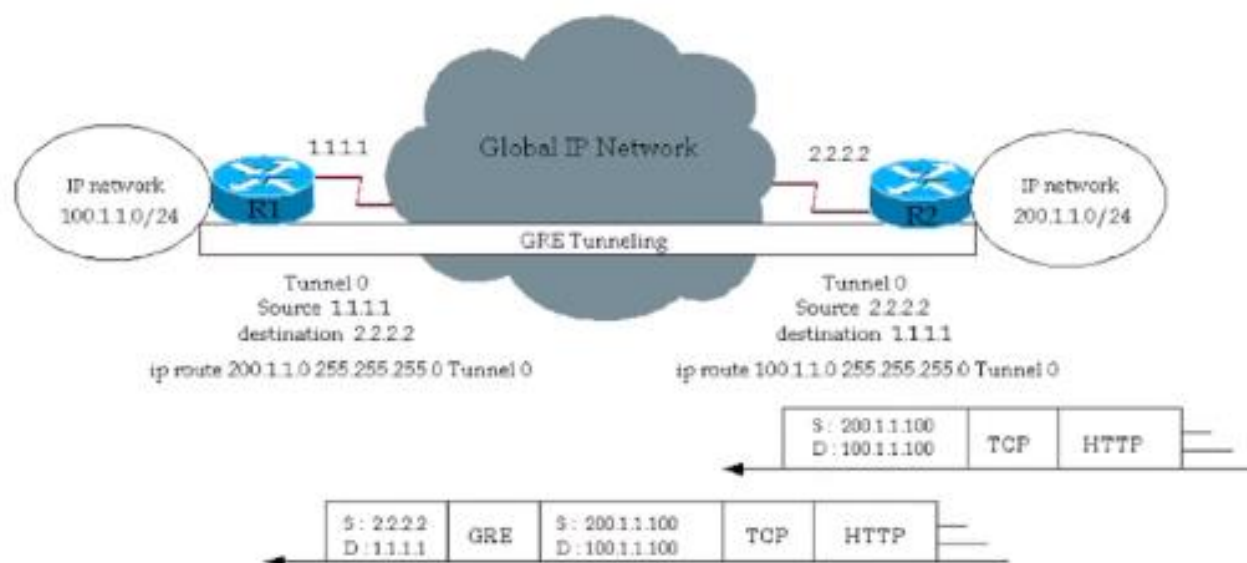 1.1.1.1
Global IP Network
2.2.2.2
IP network
100.1.1.0/24
R1
R2
IP network
200.1.1.0/24
GRE Tunneling
Tunnel 0
Source 1.1.1.1
destination 2.2.2.2
ip route 200.1.1.0 255.255.255.0 Tunnel 0
Tunnel 0
Source 2.2.2.2
destination 1.1.1.1
ip route 100.1.1.0 255.255.255.0 Tunnel 0
S : 200.1.1.100
D : 100.1.1.100
TCP
HTTP
S : 2.2.2.2
D : 1.1.1.1
GRE
S : 200.1.1.100
D : 100.1.1.100
TCP
HTTP